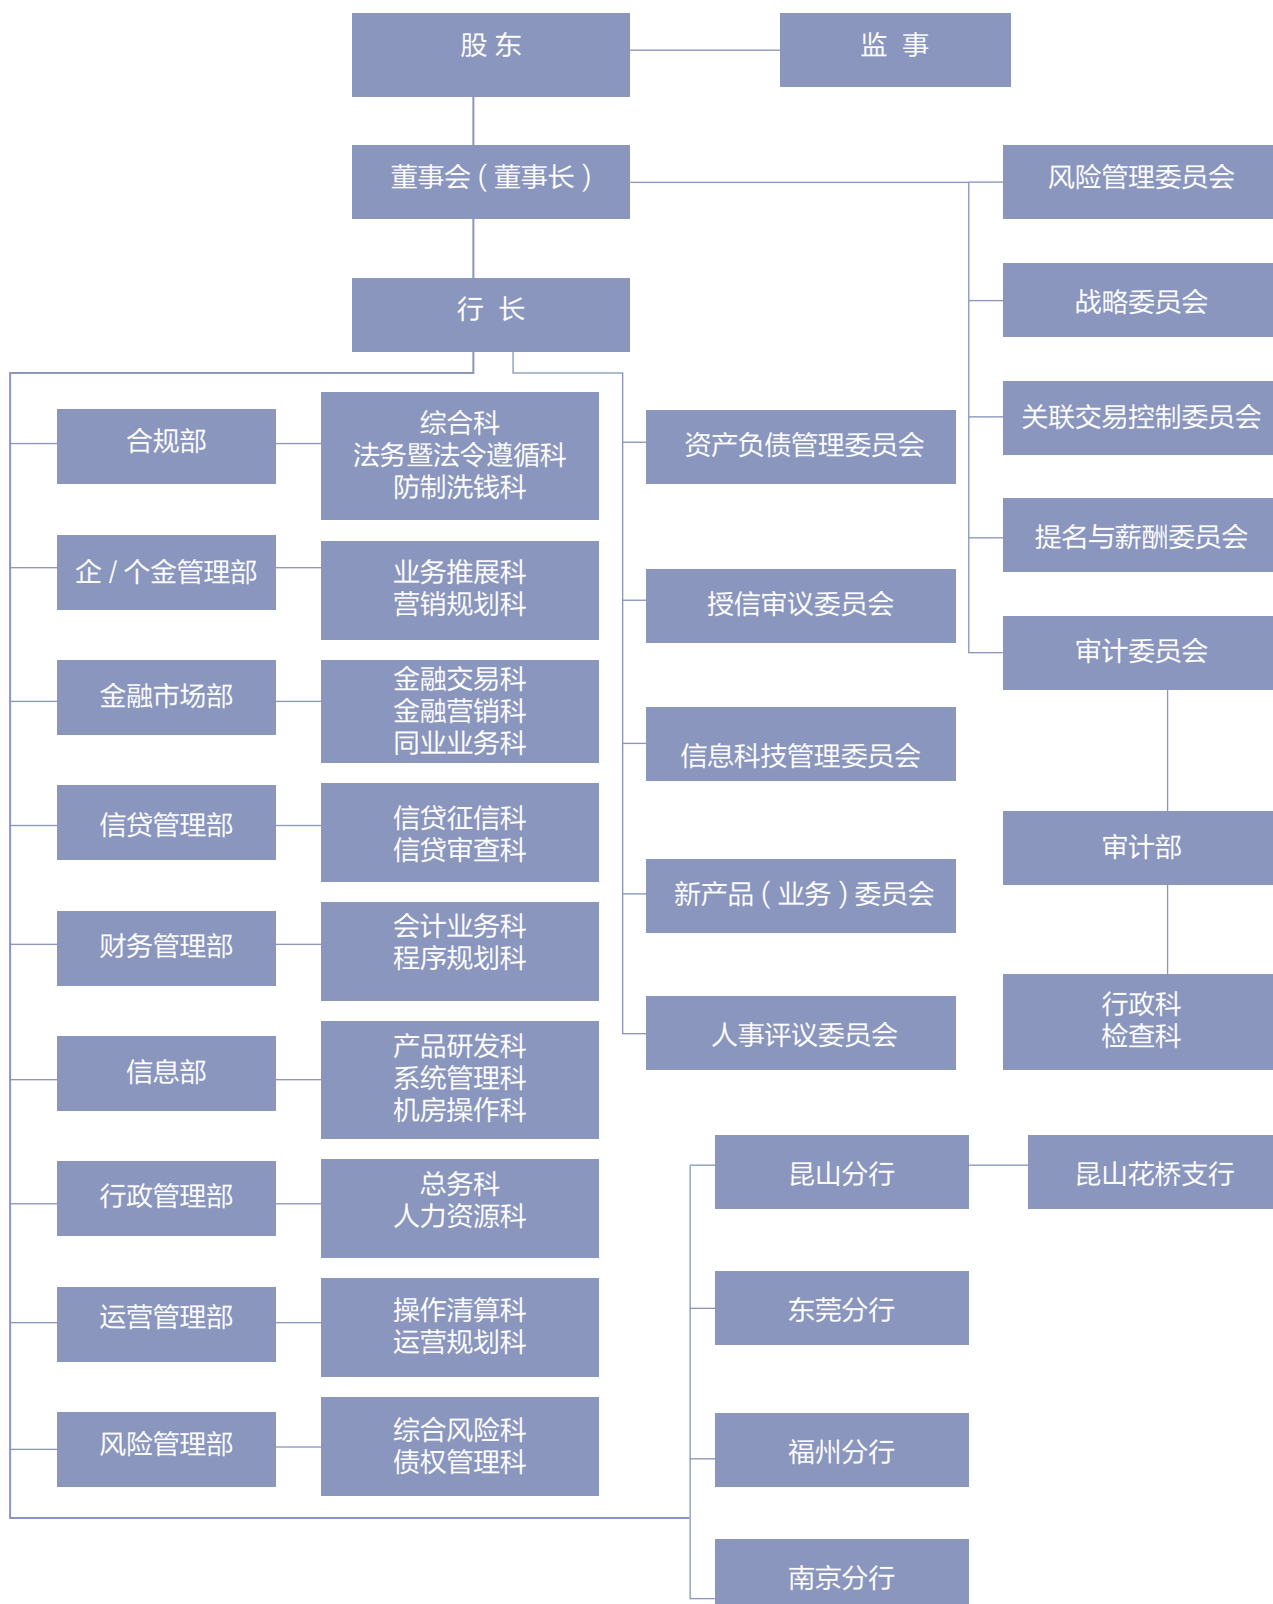 股东
监事
董事会(董事长)
风险管理委员会
行长
战略委员会
关联交易控制委员会
提名与薪酬委员会
审计委员会
审计部
行政科
检查科
合规部
综合科
法务暨法令遵循科
防制洗钱科
企/个金管理部
业务推展科
营销规划科
金融市场部
金融交易科
金融营销科
同业业务科
信贷管理部
信贷征信科
信贷审查科
财务管理部
会计业务科
程序规划科
信息部
产品研发科
系统管理科
机房操作科
行政管理部
总务科
人力资源科
运营管理部
操作清算科
运营规划科
风险管理部
综合风险科
债权管理科
资产负债管理委员会
授信审议委员会
信息科技管理委员会
新产品(业务)委员会
人事评议委员会
昆山分行
昆山花桥支行
东莞分行
福州分行
南京分行